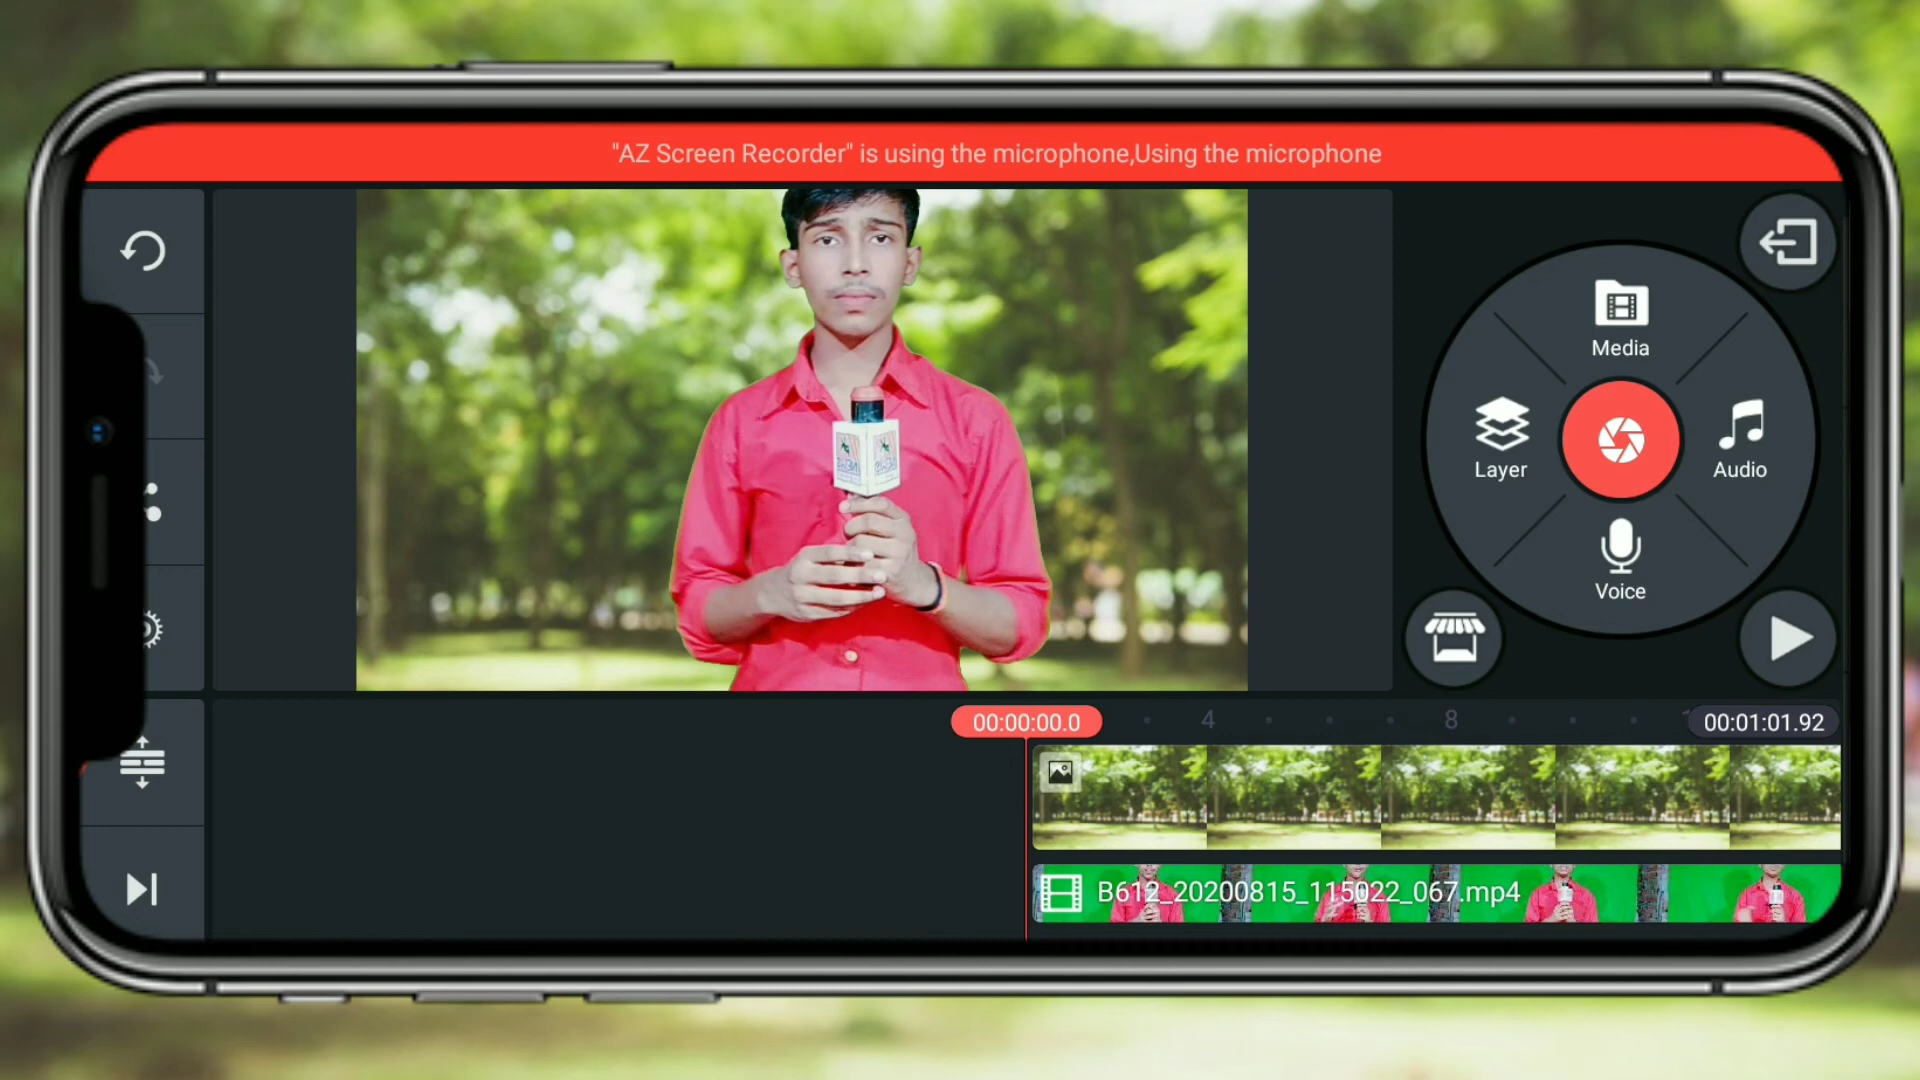 "AZ Screen Recorder" is using the microphone,Using the microphone
Media
Layer
Audio
Voice
00:00:00.0
4
8
00:01:01.92
B612_20200815_115022_067.mp4